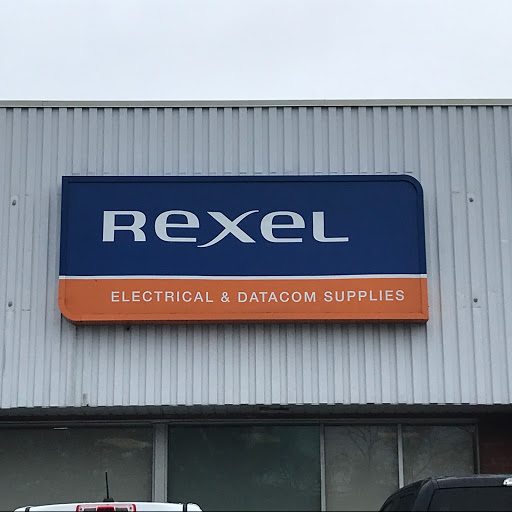 REXEL
ELECTRICAL & DATACOM SUPPLIES